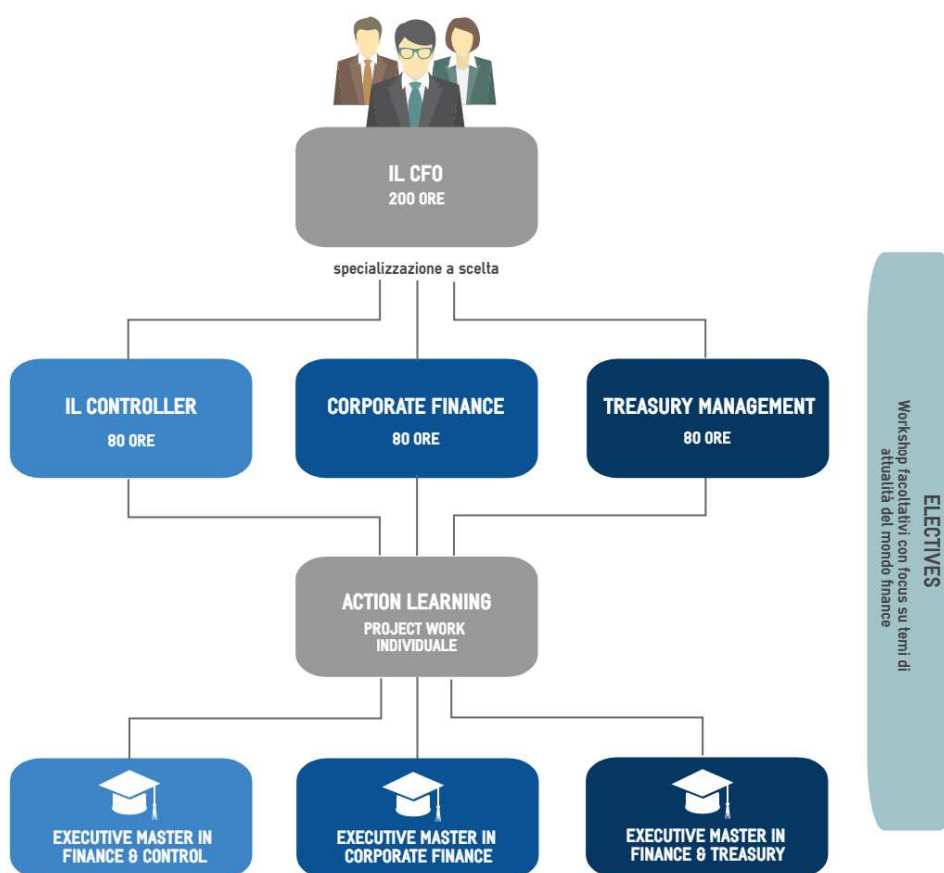 IL CFO
200 ORE
specializzazione a scelta
IL CONTROLLER
80 ORE
CORPORATE FINANCE
80 ORE
TREASURY MANAGEMENT
80 ORE
ACTION LEARNING
PROJECT WORK
INDIVIDUALE
EXECUTIVE MASTER IN
FINANCE & CONTROL
EXECUTIVE MASTER IN
CORPORATE FINANCE
EXECUTIVE MASTER IN
FINANCE & TREASURY
ELECTIVES
Workshop facoltativi con focus su temi di
attualità del mondo finance